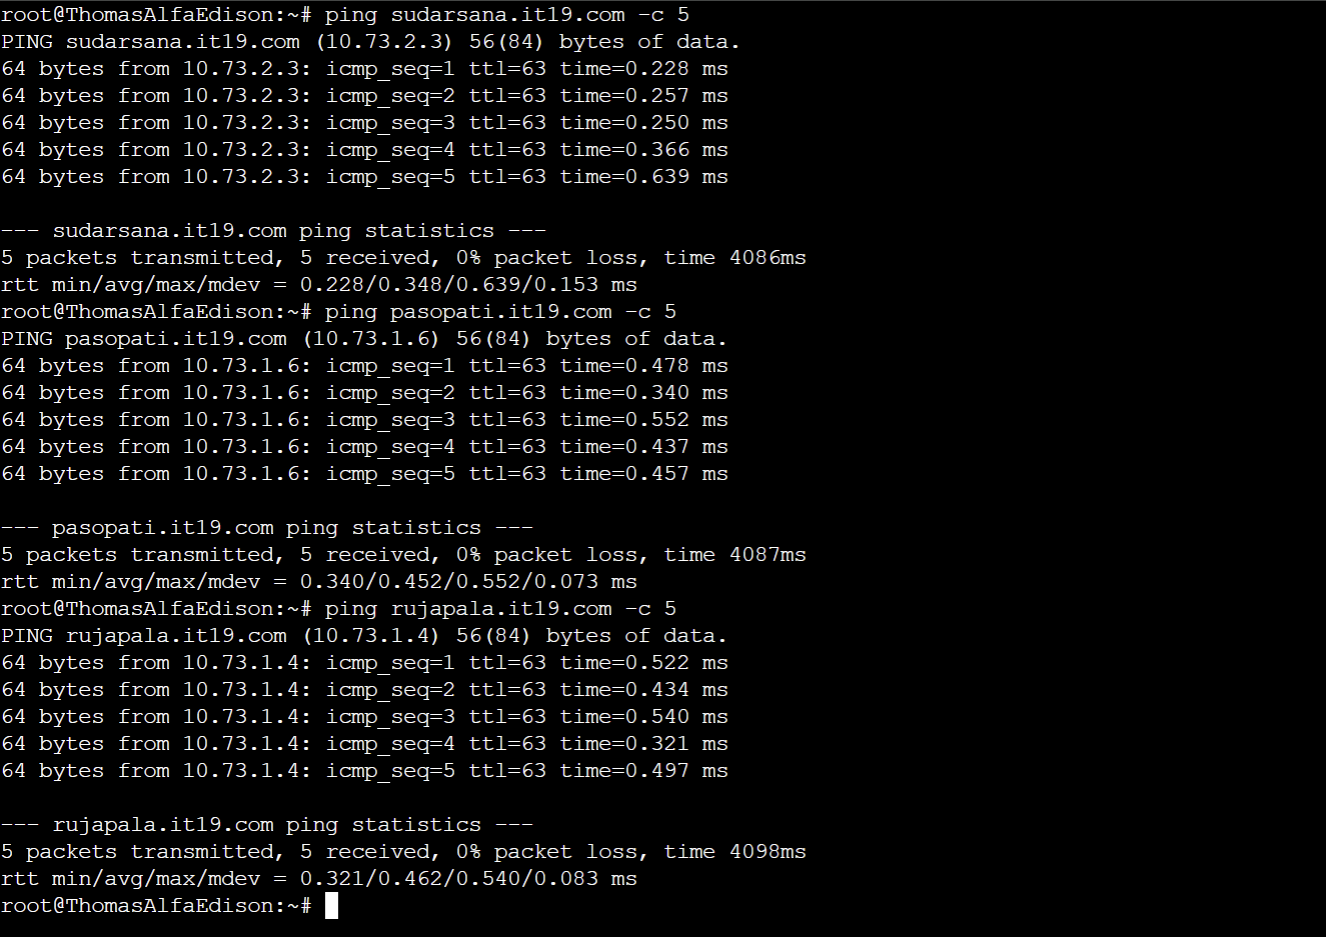 root@ThomasAlfaEdison:~# ping sudarsana.it19.com -c 5
PING sudarsana.it19.com (10.73.2.3) 56(84) bytes of data.
64 bytes from 10.73.2.3: icmp_seq=1 ttl=63 time=0.228 ms
64 bytes from 10.73.2.3: icmp_seq=2 ttl=63 time=0.257 ms
64 bytes from 10.73.2.3: icmp_seq=3 ttl=63 time=0.250 ms
64 bytes from 10.73.2.3: icmp_seq=4 ttl=63 time=0.366 ms
64 bytes from 10.73.2.3: icmp_seq=5 ttl=63 time=0.639 ms

--- sudarsana.it19.com ping statistics ---
5 packets transmitted, 5 received, 0% packet loss, time 4086ms
rtt min/avg/max/mdev = 0.228/0.348/0.639/0.153 ms
root@ThomasAlfaEdison:~# ping pasopati.it19.com -c 5
PING pasopati.it19.com (10.73.1.6) 56(84) bytes of data.
64 bytes from 10.73.1.6: icmp_seq=1 ttl=63 time=0.478 ms
64 bytes from 10.73.1.6: icmp_seq=2 ttl=63 time=0.340 ms
64 bytes from 10.73.1.6: icmp_seq=3 ttl=63 time=0.552 ms
64 bytes from 10.73.1.6: icmp_seq=4 ttl=63 time=0.437 ms
64 bytes from 10.73.1.6: icmp_seq=5 ttl=63 time=0.457 ms

--- pasopati.it19.com ping statistics ---
5 packets transmitted, 5 received, 0% packet loss, time 4087ms
rtt min/avg/max/mdev = 0.340/0.452/0.552/0.073 ms
root@ThomasAlfaEdison:~# ping rujapala.it19.com -c 5
PING rujapala.it19.com (10.73.1.4) 56(84) bytes of data.
64 bytes from 10.73.1.4: icmp_seq=1 ttl=63 time=0.522 ms
64 bytes from 10.73.1.4: icmp_seq=2 ttl=63 time=0.434 ms
64 bytes from 10.73.1.4: icmp_seq=3 ttl=63 time=0.540 ms
64 bytes from 10.73.1.4: icmp_seq=4 ttl=63 time=0.321 ms
64 bytes from 10.73.1.4: icmp_seq=5 ttl=63 time=0.497 ms

--- rujapala.it19.com ping statistics ---
5 packets transmitted, 5 received, 0% packet loss, time 4098ms
rtt min/avg/max/mdev = 0.321/0.462/0.540/0.083 ms
root@ThomasAlfaEdison:~#